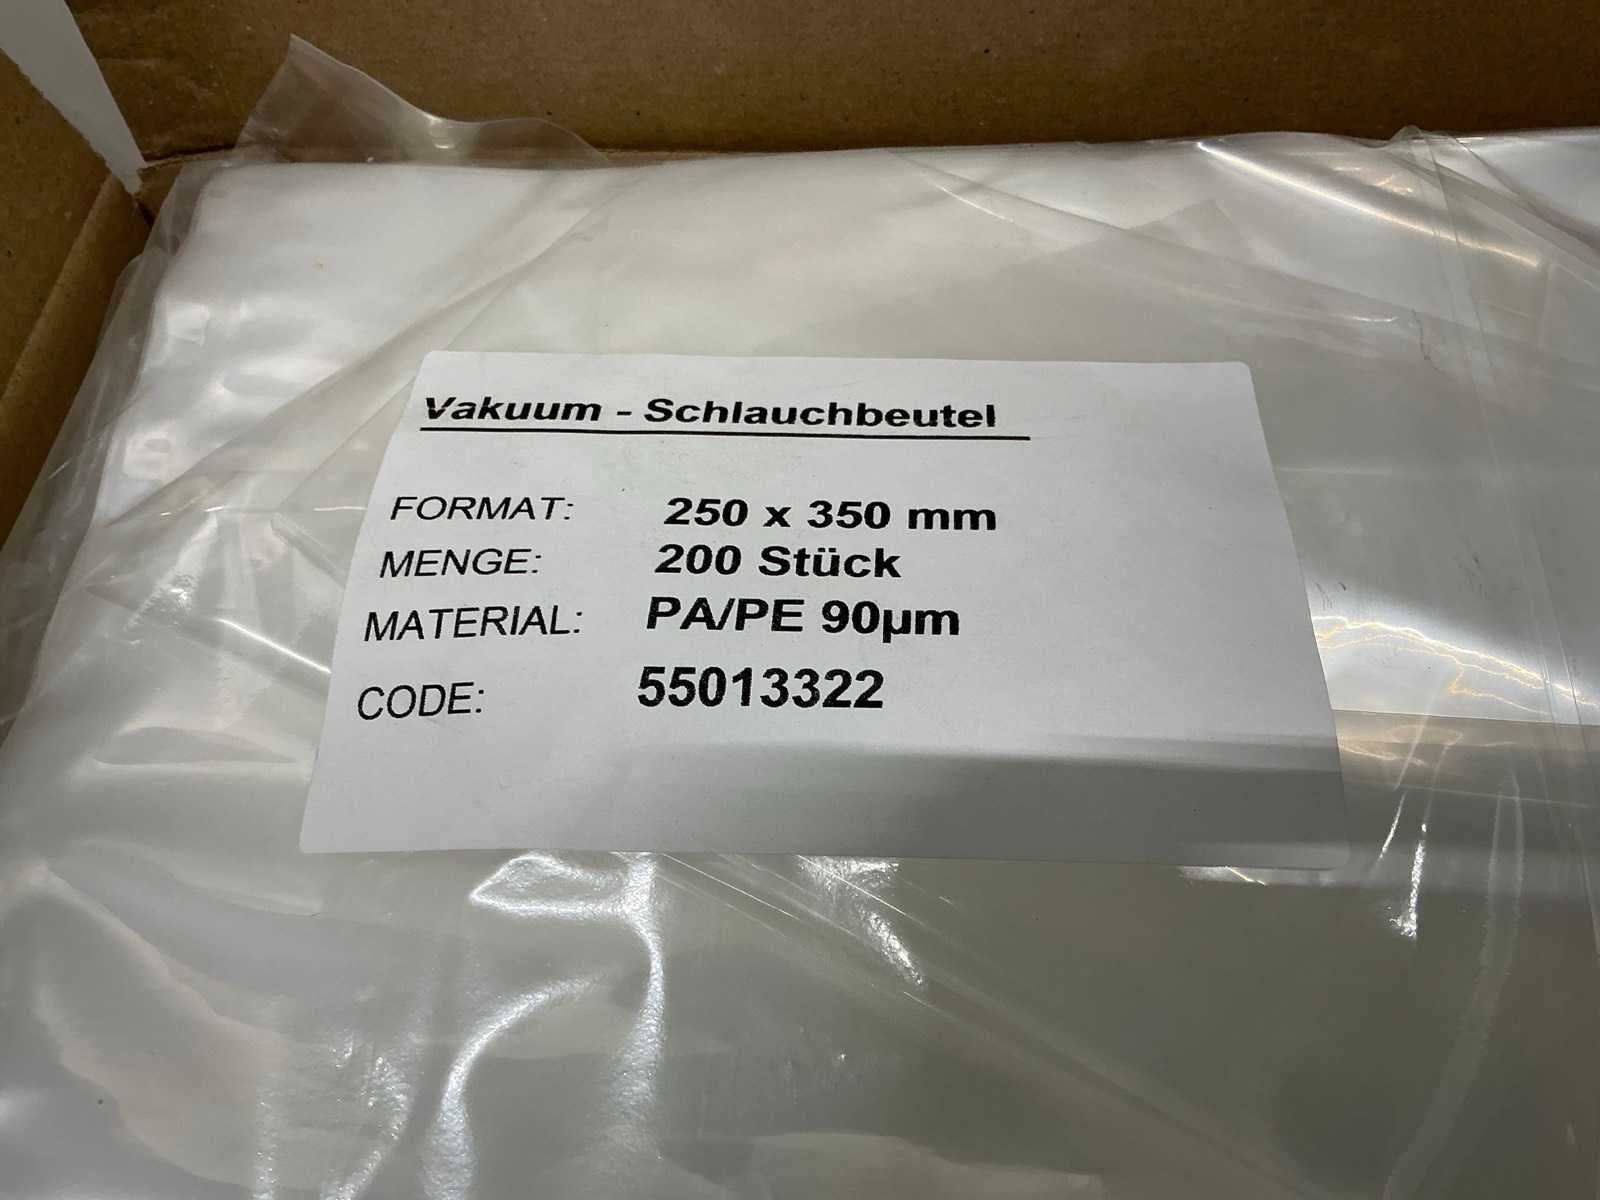 Vakuum - Schlauchbeutel
FORMAT: 250 x 350 mm
MENGE: 200 Stück
MATERIAL: PA/PE 90µm
CODE: 55013322